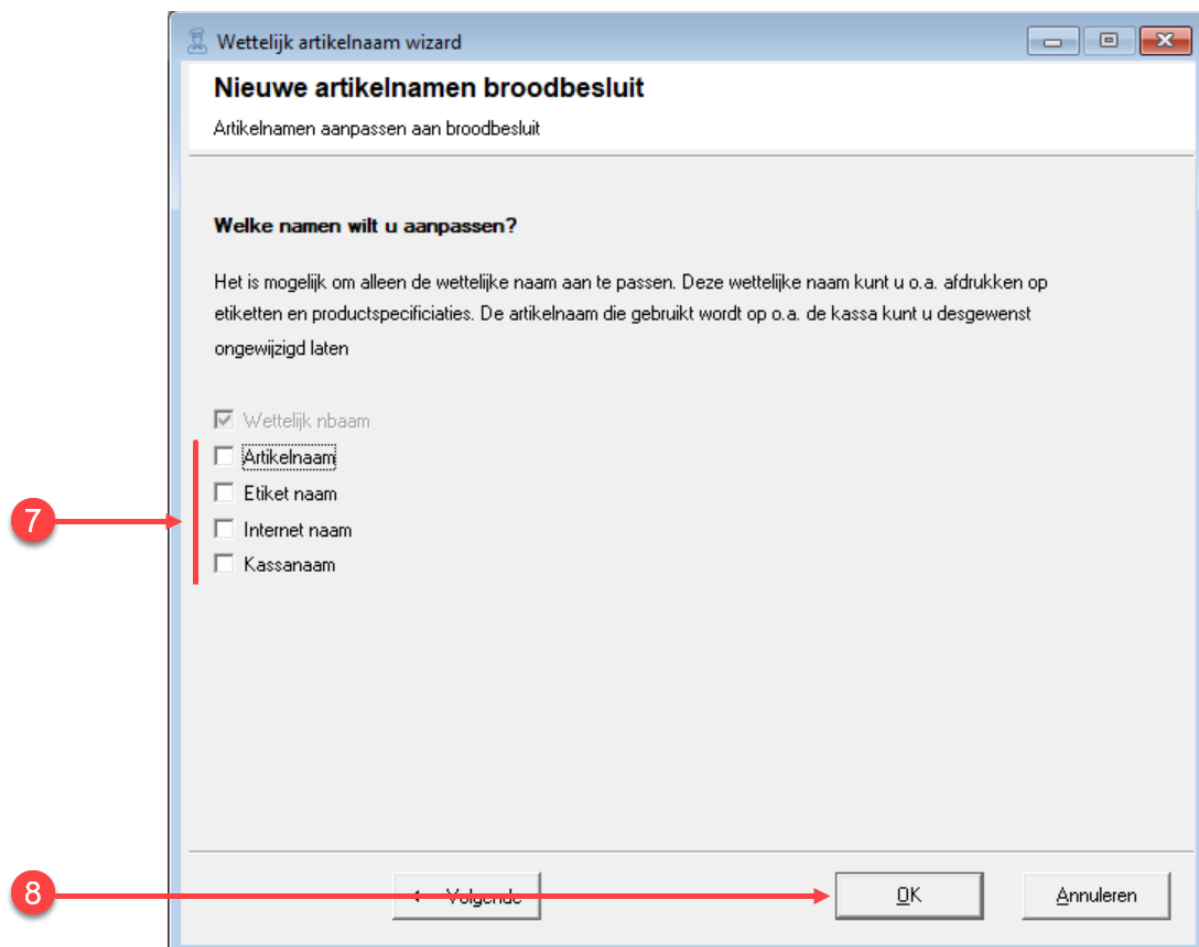 Wettelijk artikelnaam wizard
Nieuwe artikelnamen broodbesluit
Artikelnamen aanpassen aan broodbesluit
Welke namen wilt u aanpassen?
Het is mogelijk om alleen de wettelijke naam aan te passen. Deze wettelijke naam kunt u o.a. afdrukken op
etiketten en productspecificiaties. De artikelnaam die gebruikt wordt op o.a. de kassa kunt u desgewenst
ongewijzigd laten
Wettelijk nbaam
Artikelnaam
Etiket naam
7 Internet naam
Kassanaam
8 Volgende OK Annuleren